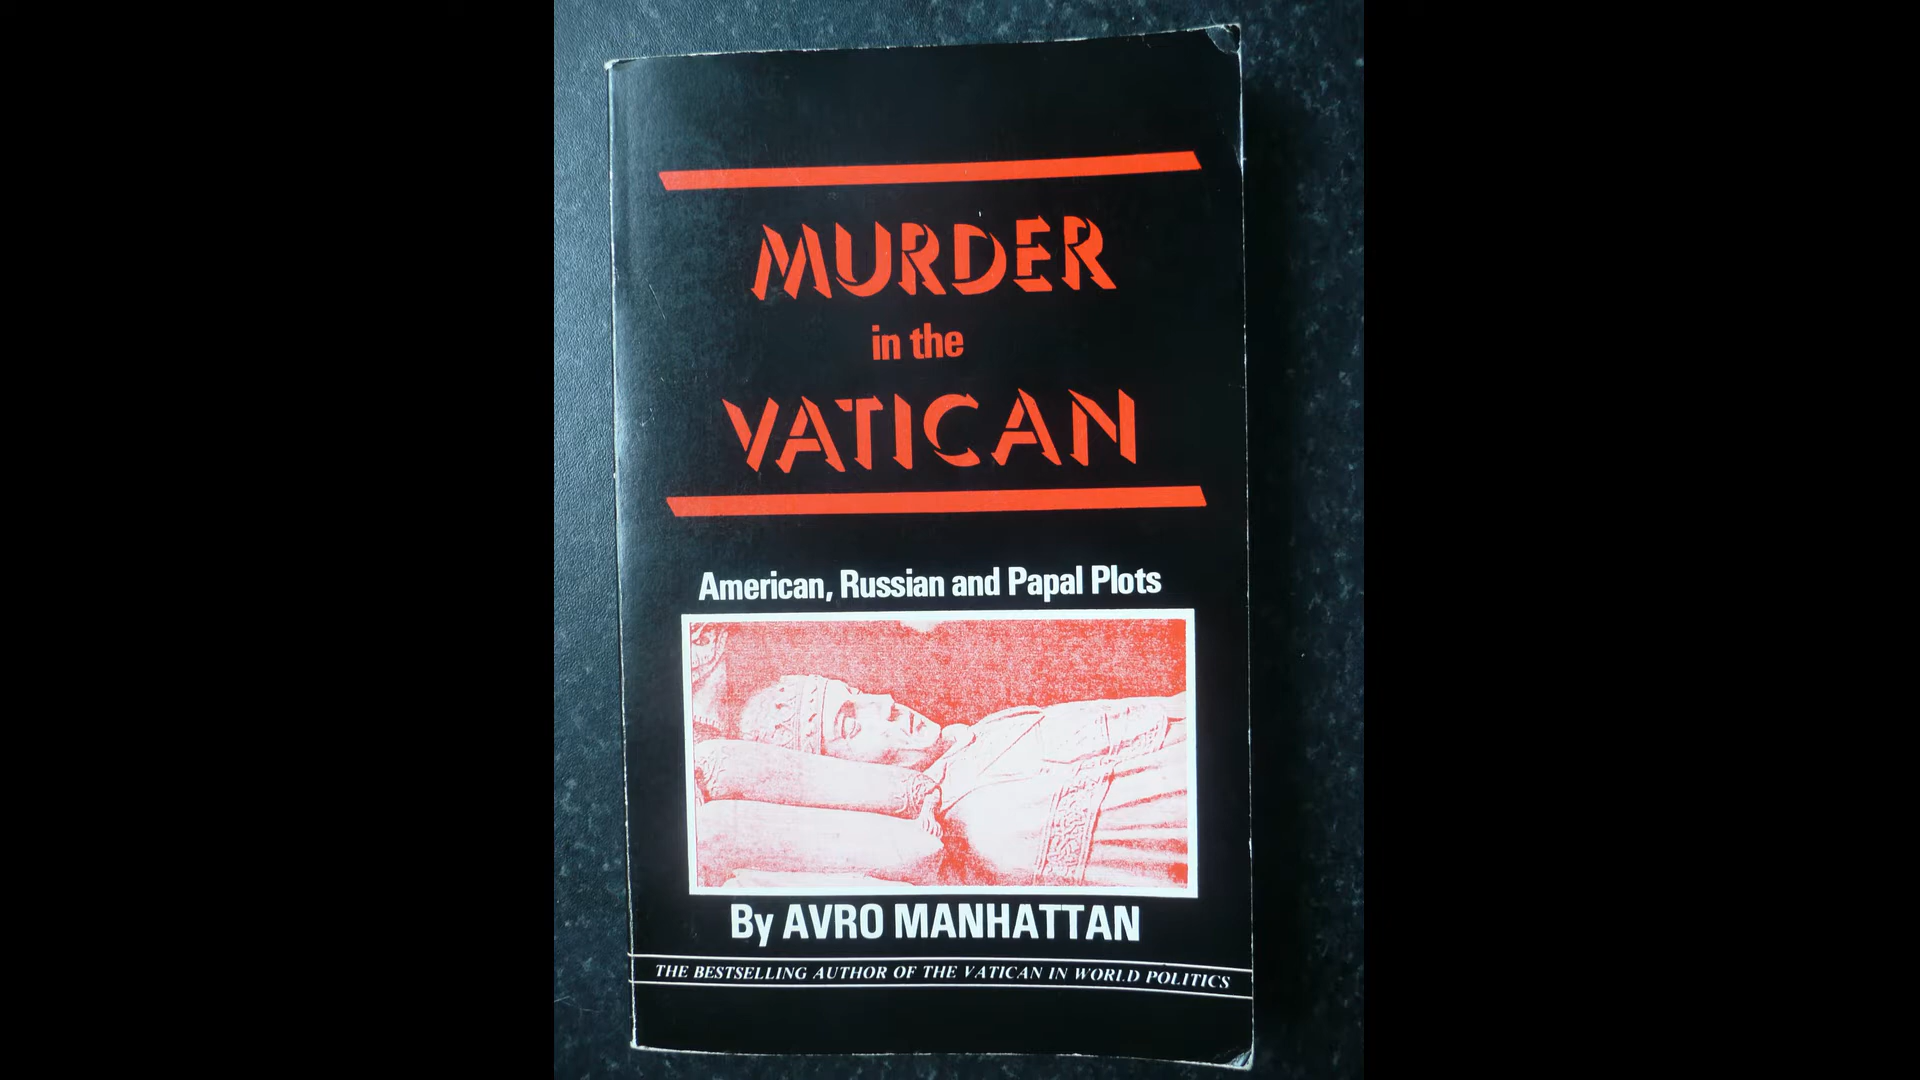 MURDER
in the
VATICAN
American, Russian and Papal Plots
By AVRO MANHATTAN
THE BESTSELLING AUTHOR OF THE VATICAN IN WORLD POLITICS